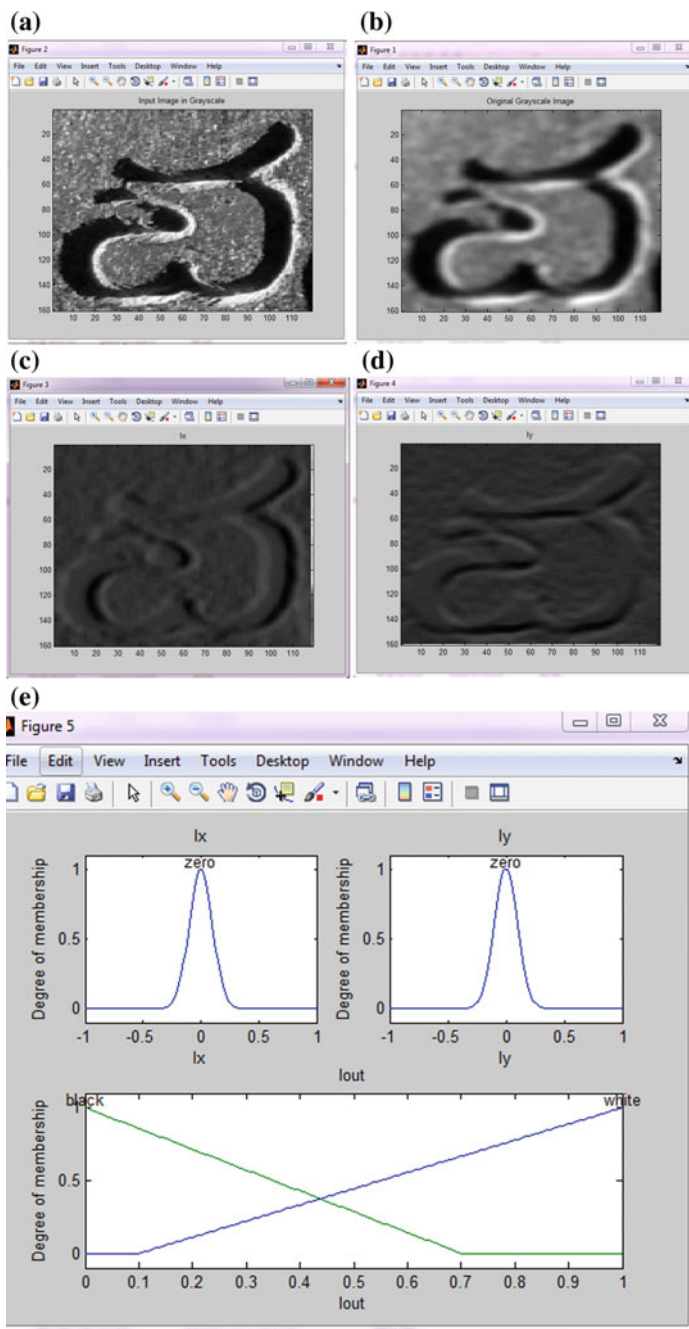 (a) (b)
Figure 2
File Edit View Insert Tools Desktop Window Help
Input Image in Grayscale
20
40
60
80
100
120
140
160
10 20 30 40 50 60 70 80 90 100 110
Figure 1
File Edit View Insert Tools Desktop Window Help
Original Grayscale Image
20
40
60
80
100
120
140
160
10 20 30 40 50 60 70 80 90 100 110
(c) (d)
Figure 3
File Edit View Insert Tools Desktop Window Help
Ix
20
40
60
80
100
120
140
160
10 20 30 40 50 60 70 80 90 100 110
Figure 4
File Edit View Insert Tools Desktop Window Help
Iy
20
40
60
80
100
120
140
160
10 20 30 40 50 60 70 80 90 100 110
(e)
Figure 5
File Edit View Insert Tools Desktop Window Help
Ix
zero
Degree of membership
1
0.5
0
-1 -0.5 0 0.5 1
Ix
Iy
zero
Degree of membership
1
0.5
0
-1 -0.5 0 0.5 1
Iy
Iout
black white
Degree of membership
1
0.5
0
0 0.1 0.2 0.3 0.4 0.5 0.6 0.7 0.8 0.9 1
Iout